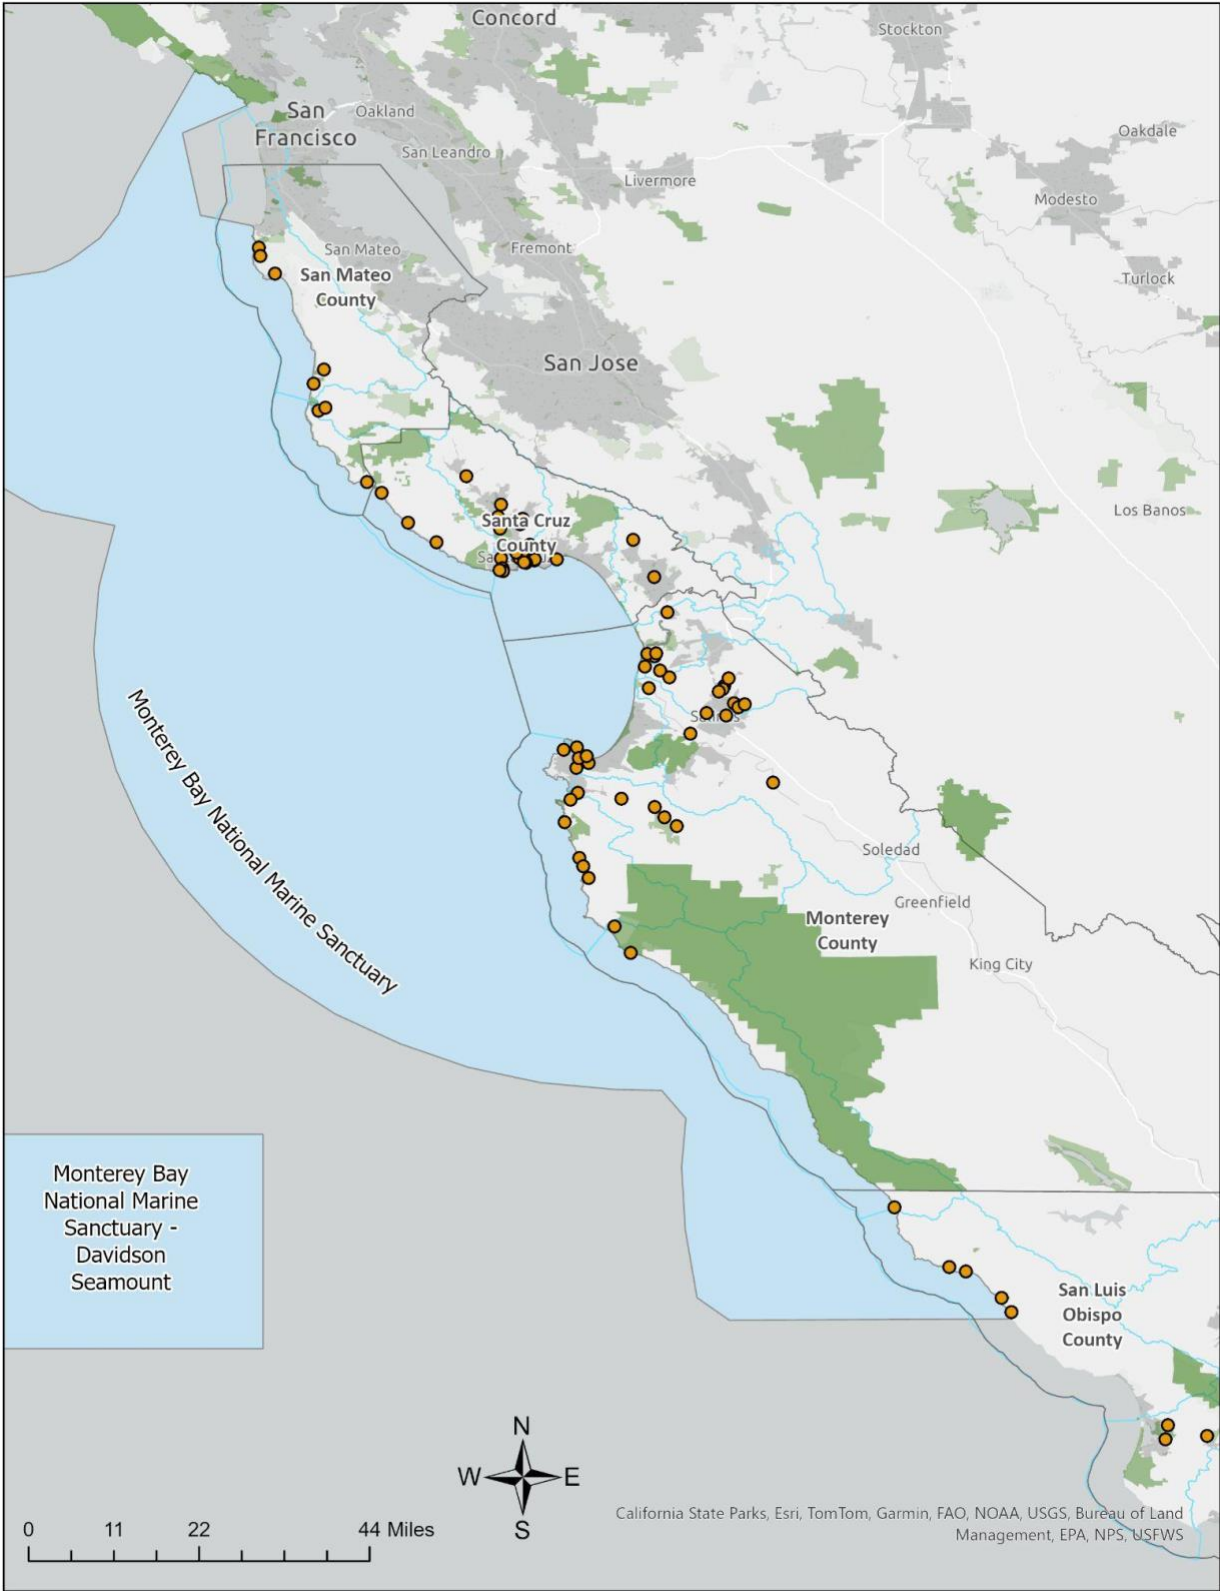 Concord
Stockton
San
Francisco
Oakland
Oakdale
San Leandro
Livermore
Modesto
San Mateo
Fremont
San Mateo
County
Turlock
San Jose
Los Banos
Santa Cruz
County
Monterey Bay National Marine Sanctuary
Soledad
Greenfield
Monterey
County
King City
Monterey Bay
National Marine
Sanctuary -
Davidson
Seamount
San Luis
Obispo
County
N
W E
S
0 11 22 44 Miles
California State Parks, Esri, TomTom, Garmin, FAO, NOAA, USGS, Bureau of Land
Management, EPA, NPS, USFWS